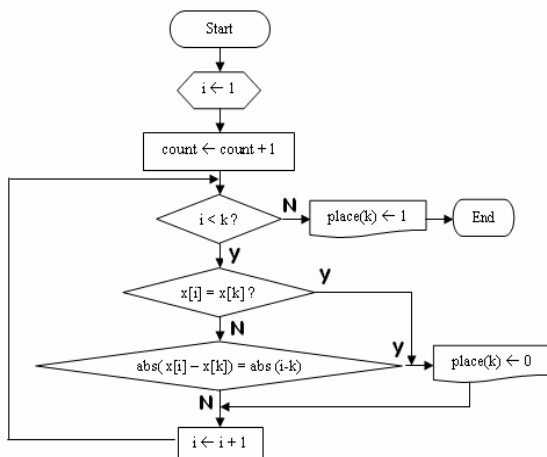 Start
i ← 1
count ← count + 1
i < k ?
N
place(k) ← 1
End
y
x[i] = x[k] ?
y
N
abs( x[i] – x[k]) = abs (i-k)
y
place(k) ← 0
N
i ← i + 1